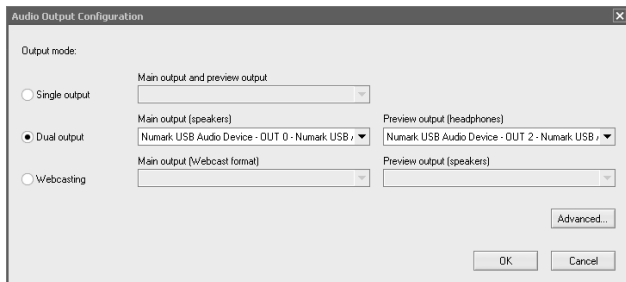 Audio Output Configuration
Output mode:
Main output and preview output
Single output
Main output (speakers)
Preview output (headphones)
Dual output
Numark USB Audio Device - OUT 0 - Numark USB
Numark USB Audio Device - OUT 2 - Numark USB
Main output (Webcast format)
Preview output (speakers)
Webcasting
Advanced...
OK
Cancel